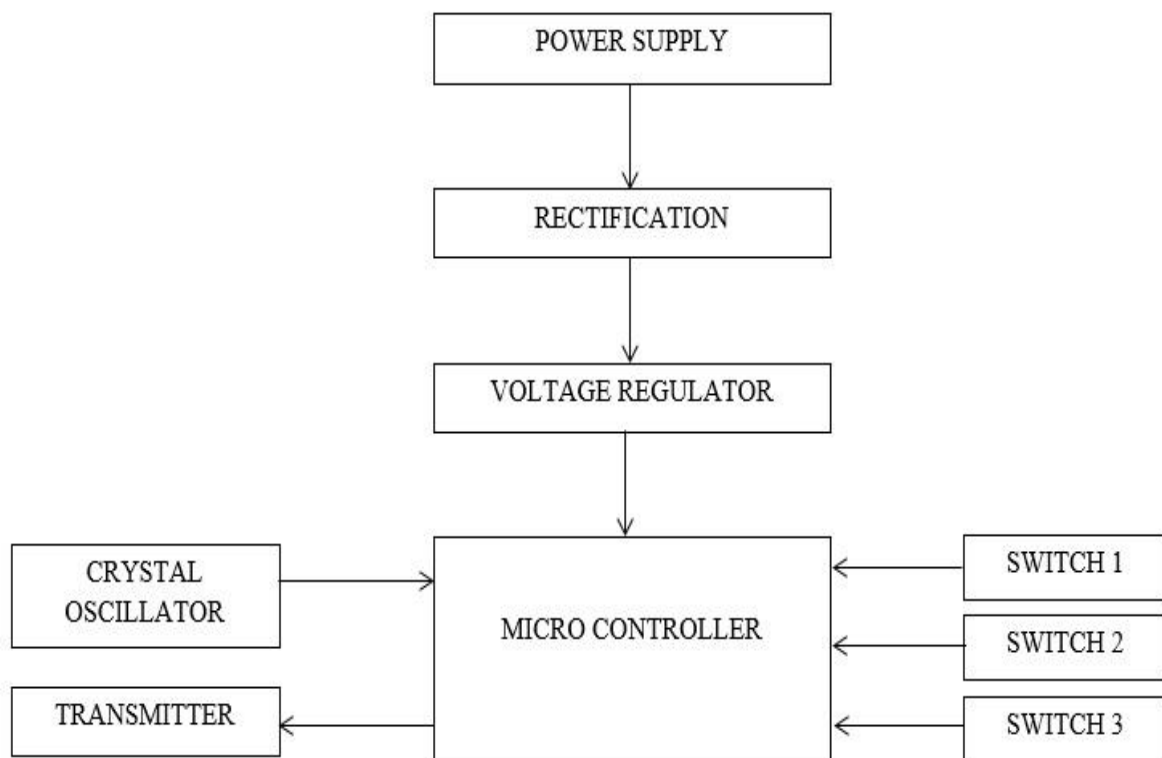 POWER SUPPLY
RECTIFICATION
VOLTAGE REGULATOR
CRYSTAL
OSCILLATOR
MICRO CONTROLLER
SWITCH 1
SWITCH 2
TRANSMITTER
SWITCH 3